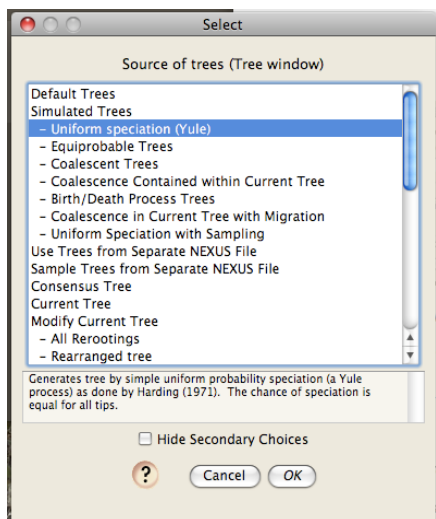 Select
Source of trees (Tree window)
Default Trees
Simulated Trees
– Uniform speciation (Yule)
– Equiprobable Trees
– Coalescent Trees
– Coalescence Contained within Current Tree
– Birth/Death Process Trees
– Coalescence in Current Tree with Migration
– Uniform Speciation with Sampling
Use Trees from Separate NEXUS File
Sample Trees from Separate NEXUS File
Consensus Tree
Current Tree
Modify Current Tree
– All Rerootings
– Rearranged tree
Generates tree by simple uniform probability speciation (a Yule
process) as done by Harding (1971).  The chance of speciation is
equal for all tips.
Hide Secondary Choices
? Cancel OK